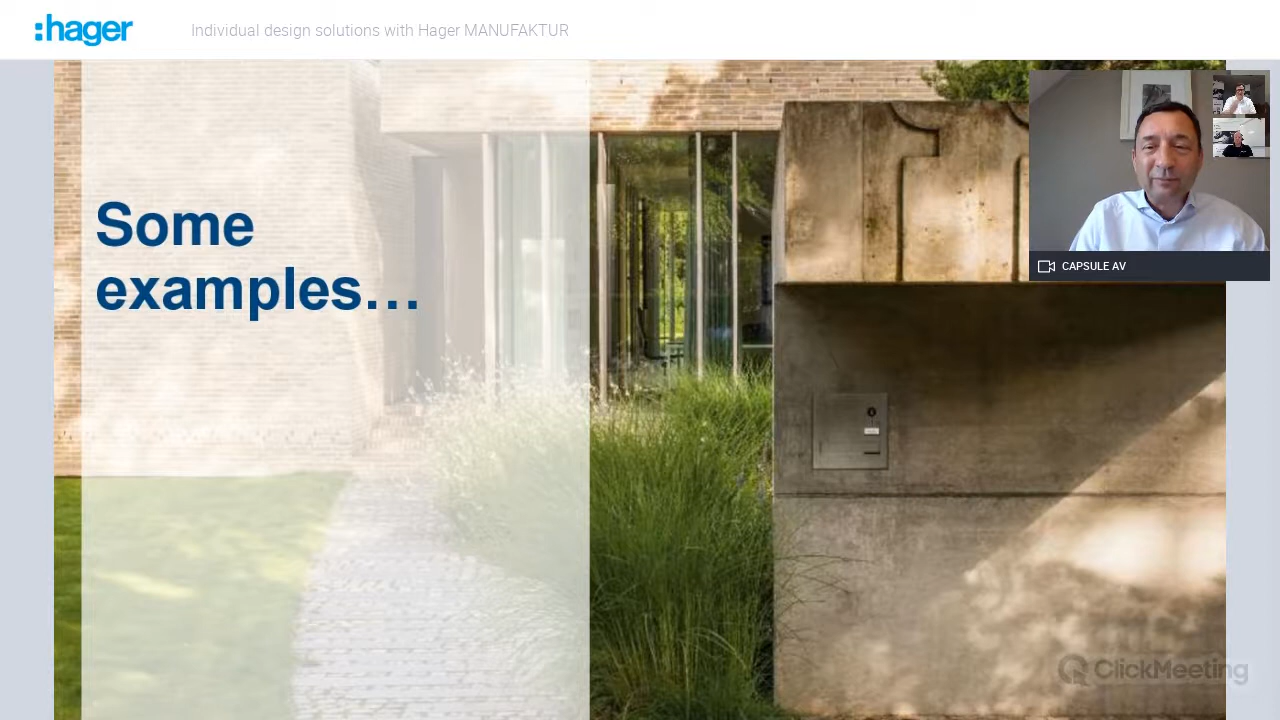 :hager
Individual design solutions with Hager MANUFAKTUR
Some
examples…
CAPSULE AV
ClickMeeting